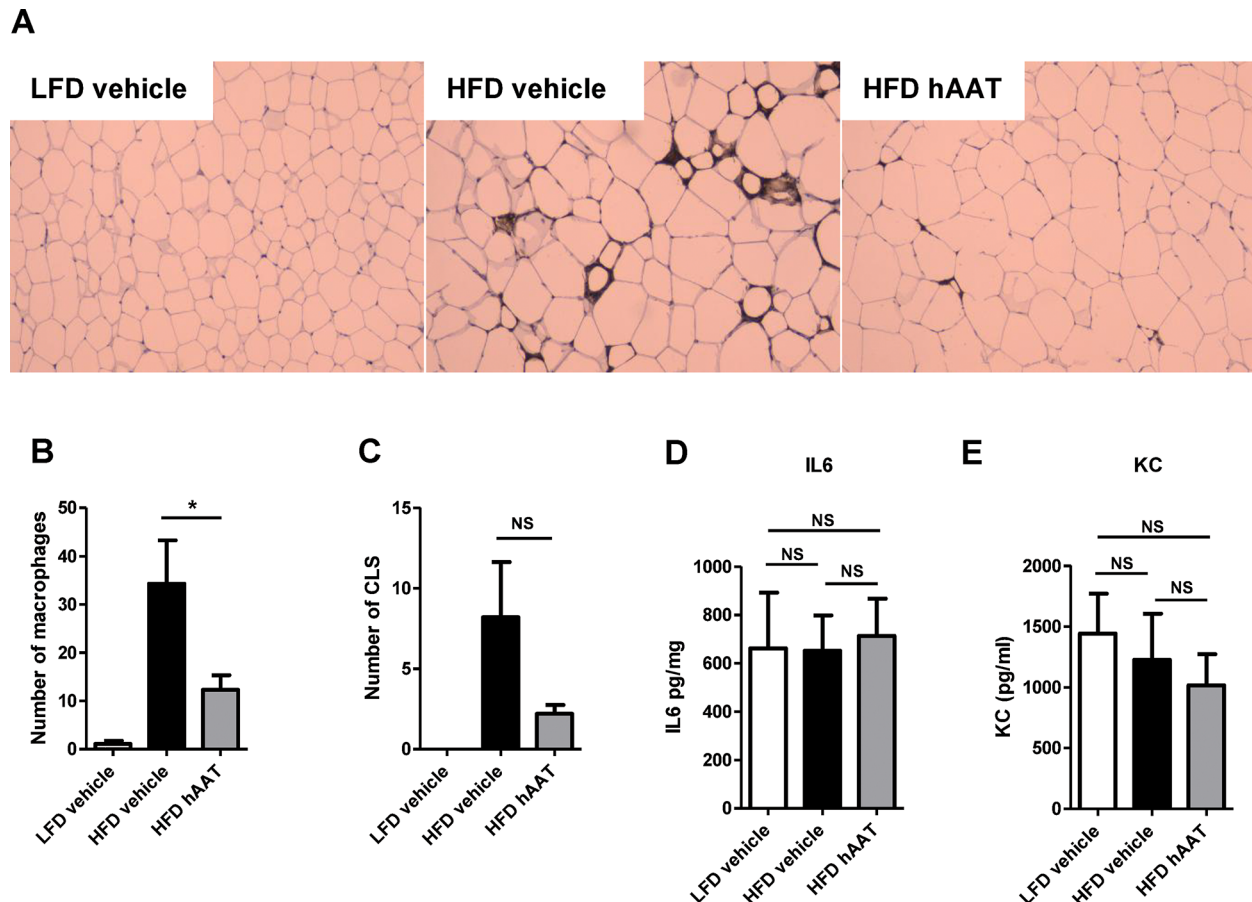 A
LFD vehicle
HFD vehicle
HFD hAAT
B
Number of macrophages
50
40
30
20
10
0
*
LFD vehicle
HFD vehicle
HFD hAAT
C
Number of CLS
15
10
5
0
NS
LFD vehicle
HFD vehicle
HFD hAAT
D
IL6
IL6 pg/mg
1000
800
600
400
200
0
NS
NS
NS
LFD vehicle
HFD vehicle
HFD hAAT
E
KC
KC (pg/ml)
2000
1500
1000
500
0
NS
NS
NS
LFD vehicle
HFD vehicle
HFD hAAT